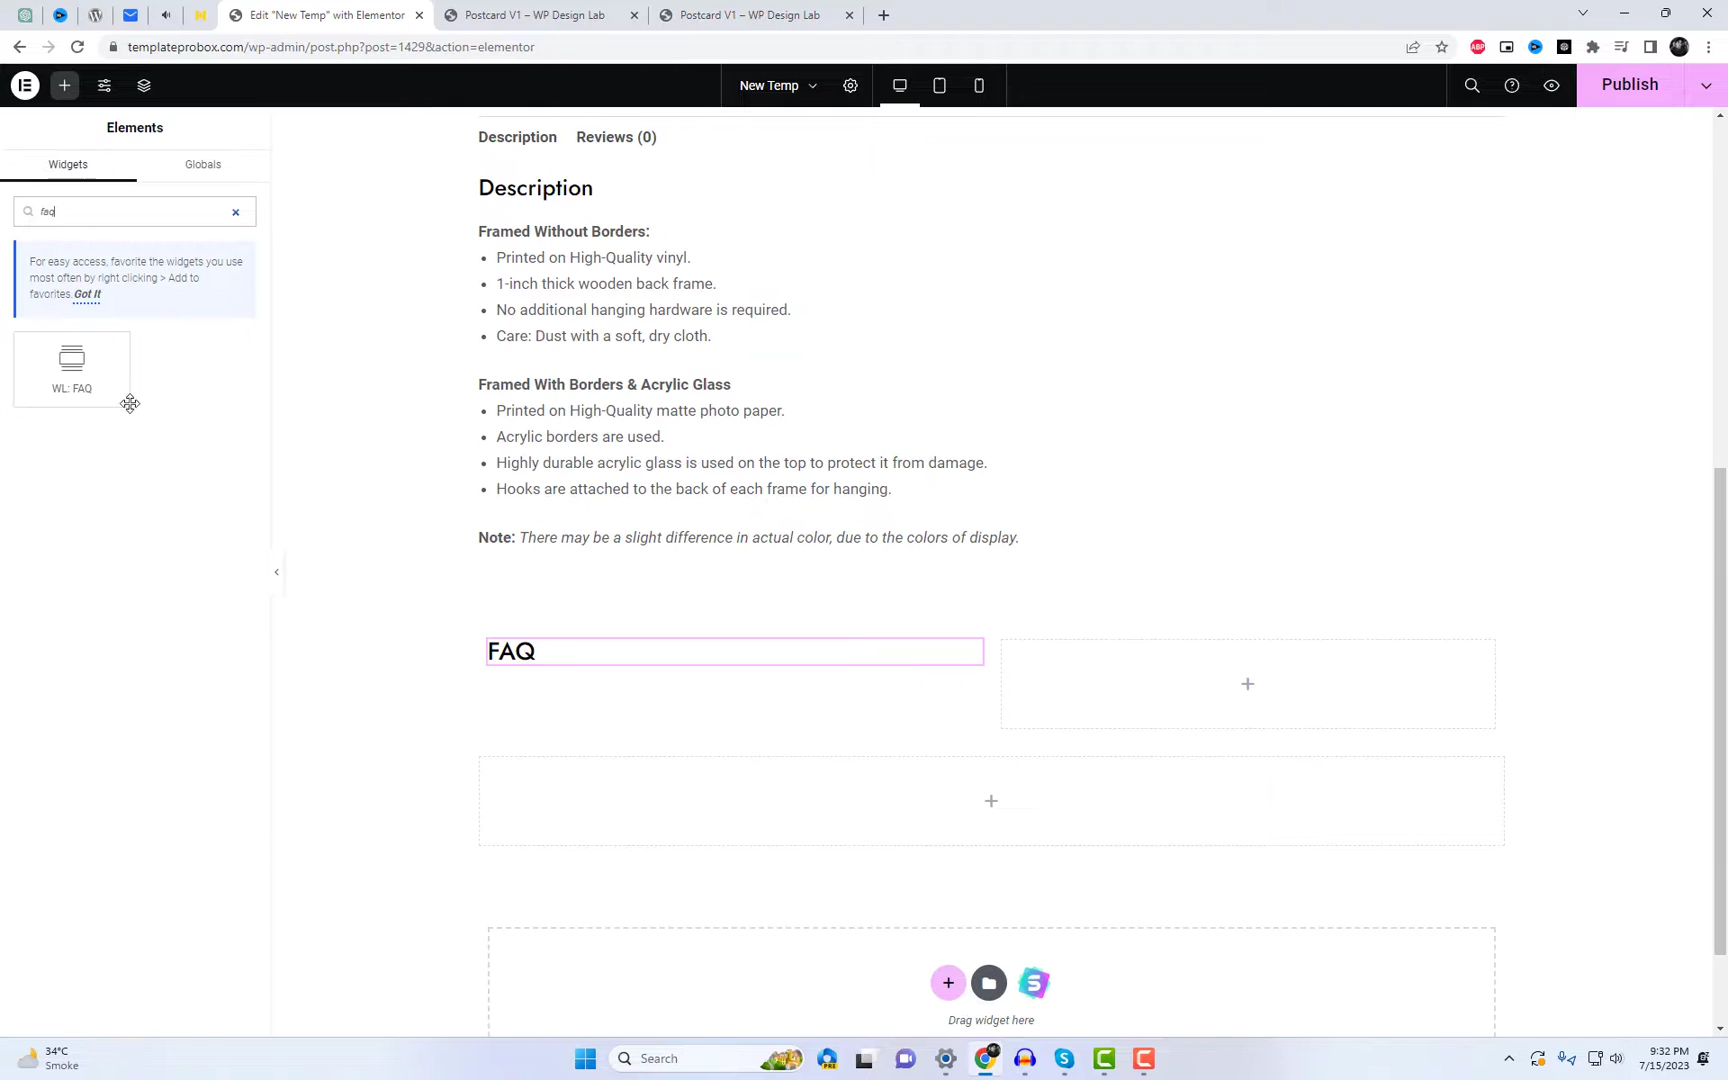 Edit "New Temp" with Elementor
Postcard V1 – WP Design Lab
Postcard V1 – WP Design Lab
templateprobox.com/wp-admin/post.php?post=1429&action=elementor
ABP
New Temp
Publish
Elements
Widgets
Globals
faq
For easy access, favorite the widgets you use
most often by right clicking > Add to
favorites. Got It
WL: FAQ
Description
Reviews (0)
Description
Framed Without Borders:
• Printed on High-Quality vinyl.
• 1-inch thick wooden back frame.
• No additional hanging hardware is required.
• Care: Dust with a soft, dry cloth.
Framed With Borders & Acrylic Glass
• Printed on High-Quality matte photo paper.
• Acrylic borders are used.
• Highly durable acrylic glass is used on the top to protect it from damage.
• Hooks are attached to the back of each frame for hanging.
Note: There may be a slight difference in actual color, due to the colors of display.
FAQ
Drag widget here
34°C
Smoke
Search
PRE
9:32 PM
7/15/2023